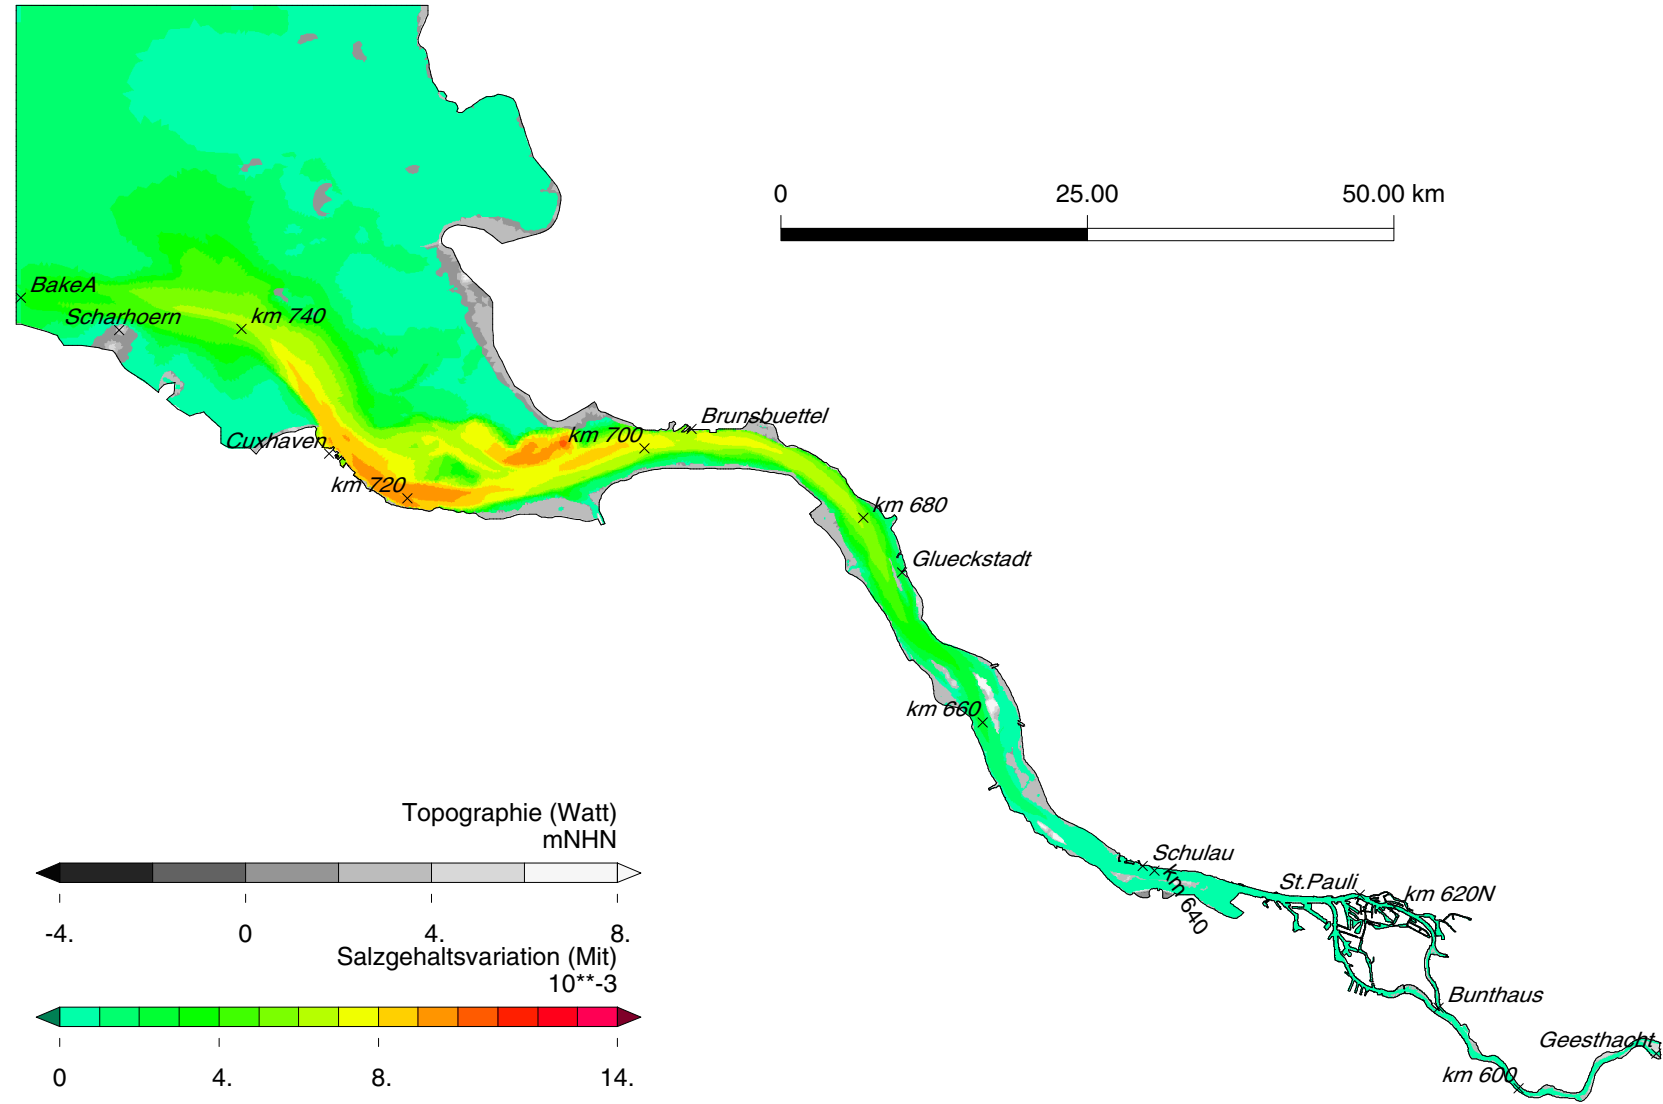 0 25.00 50.00 km
BakeA
Scharhoern
km 740
Cuxhaven
km 720
km 700
Brunsbuettel
km 680
Glueckstadt
km 660
Schulau
km 640
St.Pauli
km 620N
Bunthaus
Geesthacht
km 600
Topographie (Watt)
mNHN
-4. 0 4. 8.
Salzgehaltsvariation (Mit)
10**-3
0 4. 8. 14.